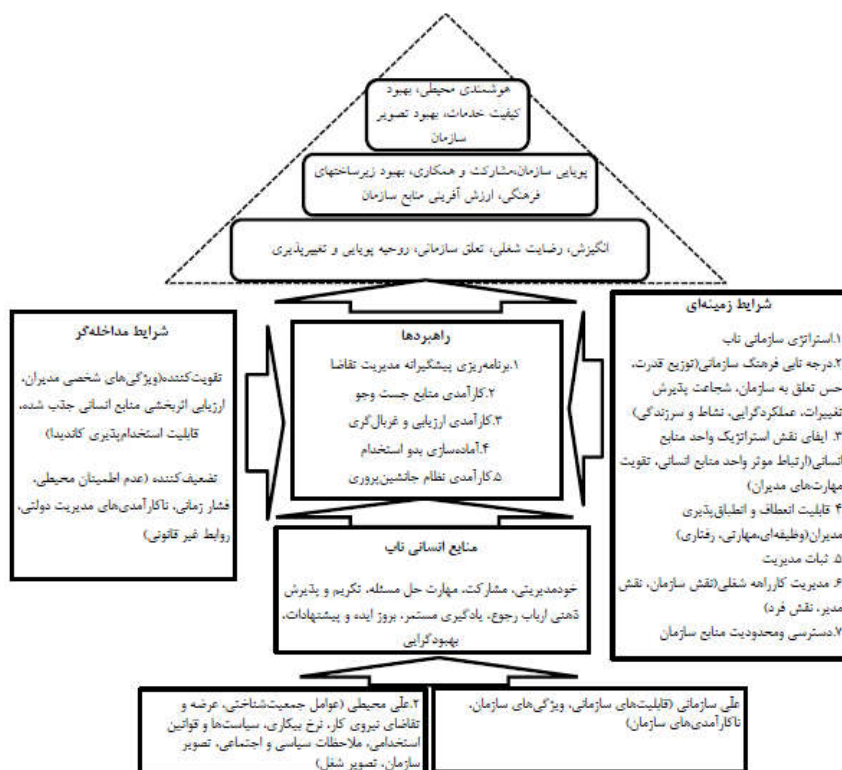 هوشمندی محیطی، بهبود
کیفیت خدمات، بهبود تصویر
سازمان
پویایی سازمان،مشارکت و همکاری، بهبود زیرساختهای
فرهنگی، ارزش آفرینی منابع سازمان
انگیزش، رضایت شغلی، تعلق سازمانی، روحیه پویایی و تغییرپذیری
شرایط زمینه‌ای
۱.استراتژی سازمانی ناب
۲.درجه نابی فرهنگ سازمانی(توزیع قدرت،
حس تعلق به سازمان، شجاعت پذیرش
تغییرات، عملکردگرایی، نشاط و سرزندگی)
۳. ایفای نقش استراتژیک واحد منابع
انسانی(ارتباط موثر واحد منابع انسانی، تقویت
مهارت‌های مدیران)
۴. قابلیت انعطاف و انطباق‌پذیری
مدیران(وظیفه‌ای،مهارتی، رفتاری)
۵. ثبات مدیریت
۶. مدیریت کارراهه شغلی(نقش سازمان، نقش
مدیر، نقش فرد)
۷.دسترسی ومحدودیت منابع سازمان
راهبردها
۱.برنامه‌ریزی پیشگیرانه مدیریت تقاضا
۲.کارآمدی منابع جست وجو
۳.کارآمدی ارزیابی و غربال‌گری
۴.آماده‌سازی بدو استخدام
۵.کارآمدی نظام جانشین‌پروری
شرایط مداخله‌گر
تقویت‌کننده(ویژگی‌های شخصی مدیران،
ارزیابی اثربخشی منابع انسانی جذب شده،
قابلیت استخدام‌پذیری کاندیدا)
تضعیف‌کننده (عدم اطمینان محیطی،
فشار زمانی، ناکارآمدی‌های مدیریت دولتی،
روابط غیر قانونی)
منابع انسانی ناب
خودمدیریتی، مشارکت، مهارت حل مسئله، تکریم و پذیرش
ذهنی ارباب رجوع، یادگیری مستمر، بروز ایده و پیشنهادات،
بهبودگرایی
علّی سازمانی (قابلیت‌های سازمانی، ویژگی‌های سازمان،
ناکارآمدی‌های سازمان)
۲.علّی محیطی (عوامل جمعیت‌شناختی، عرضه و
تقاضای نیروی کار، نرخ بیکاری، سیاست‌ها و قوانین
استخدامی، ملاحظات سیاسی و اجتماعی، تصویر
سازمان، تصویر شغل)